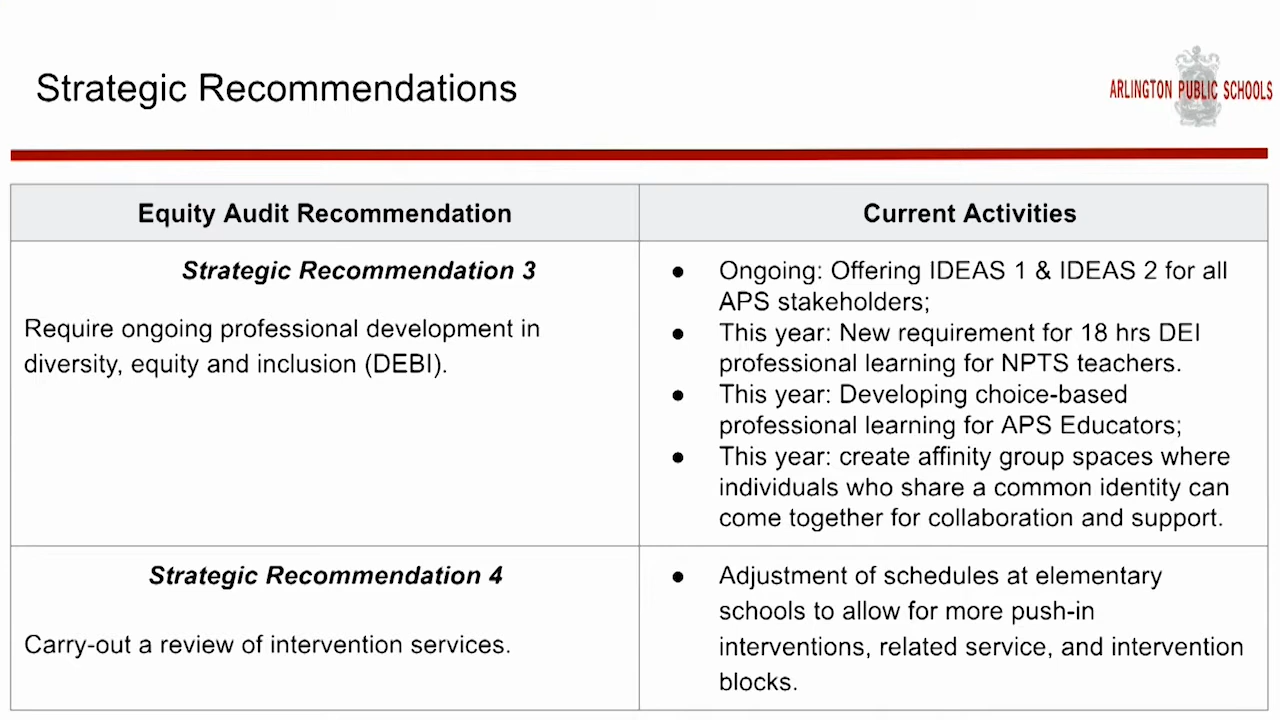 Strategic Recommendations
ARLINGTON PUBLIC SCHOOLS
Equity Audit Recommendation
Current Activities
Strategic Recommendation 3
Require ongoing professional development in
diversity, equity and inclusion (DEBI).
● Ongoing: Offering IDEAS 1 & IDEAS 2 for all
APS stakeholders;
● This year: New requirement for 18 hrs DEI
professional learning for NPTS teachers.
● This year: Developing choice-based
professional learning for APS Educators;
● This year: create affinity group spaces where
individuals who share a common identity can
come together for collaboration and support.
Strategic Recommendation 4
Carry-out a review of intervention services.
● Adjustment of schedules at elementary
schools to allow for more push-in
interventions, related service, and intervention
blocks.